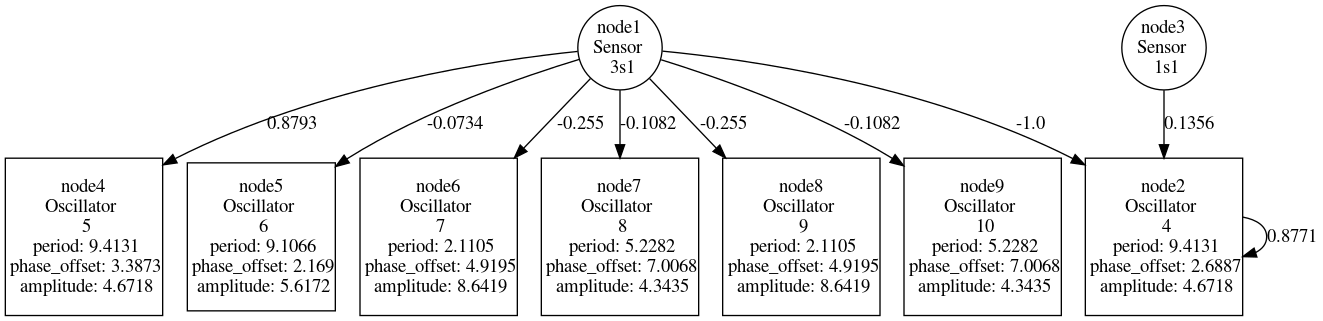 node1
Sensor
3s1
node3
Sensor
1s1
0.8793
-0.0734
-0.255
-0.1082
-0.255
-0.1082
-1.0
0.1356
node4
Oscillator
5
period: 9.4131
phase_offset: 3.3873
amplitude: 4.6718
node5
Oscillator
6
period: 9.1066
phase_offset: 2.169
amplitude: 5.6172
node6
Oscillator
7
period: 2.1105
phase_offset: 4.9195
amplitude: 8.6419
node7
Oscillator
8
period: 5.2282
phase_offset: 7.0068
amplitude: 4.3435
node8
Oscillator
9
period: 2.1105
phase_offset: 4.9195
amplitude: 8.6419
node9
Oscillator
10
period: 5.2282
phase_offset: 7.0068
amplitude: 4.3435
node2
Oscillator
4
period: 9.4131
phase_offset: 2.6887
amplitude: 4.6718
0.8771